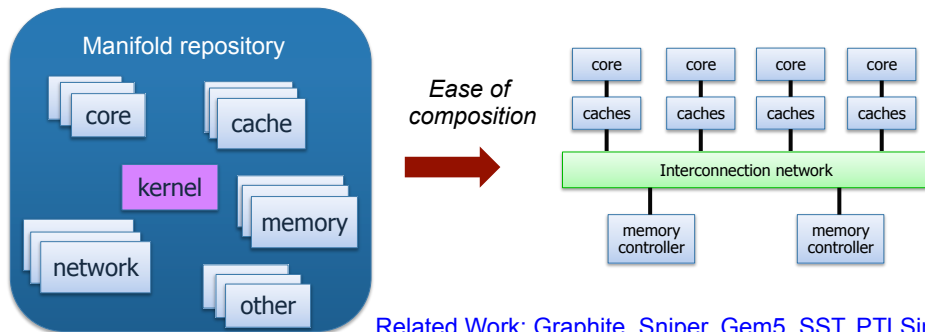 Manifold repository
core
cache
kernel
memory
network
other
Ease of
composition
core
core
core
core
caches
caches
caches
caches
Interconnection network
memory
controller
memory
controller
Related Work: Graphite, Sniper, Gem5, SST, PTLSim